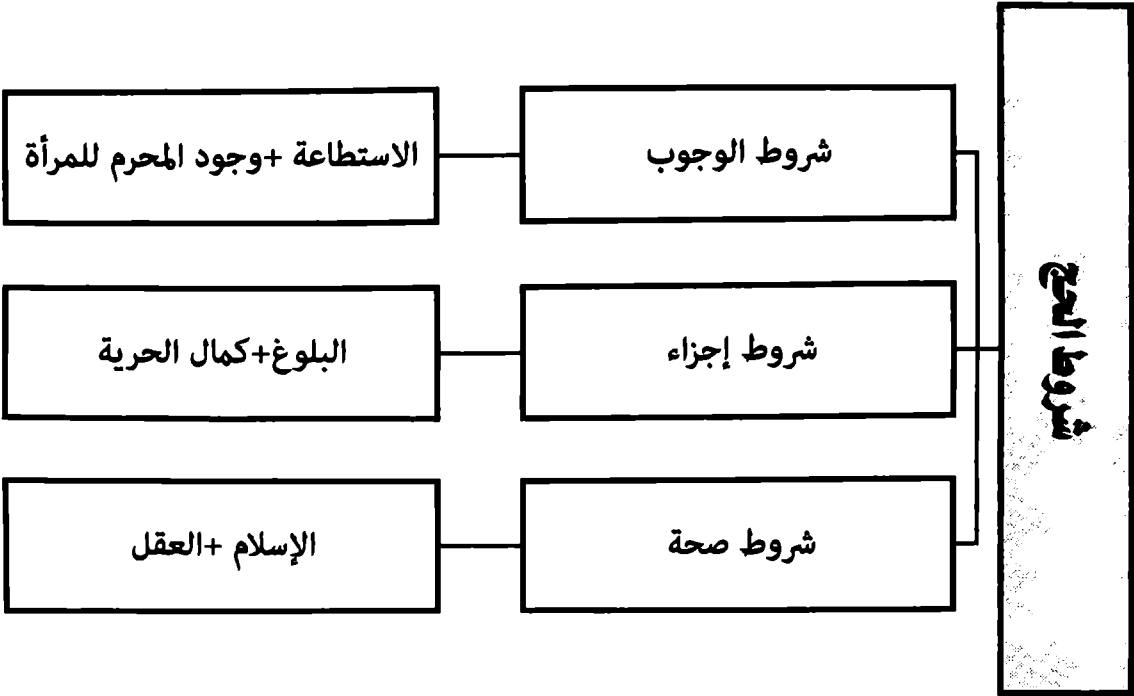 شروط الحج
شروط الوجوب
الاستطاعة +وجود المحرم للمرأة
شروط إجزاء
البلوغ+كمال الحرية
شروط صحة
الإسلام +العقل